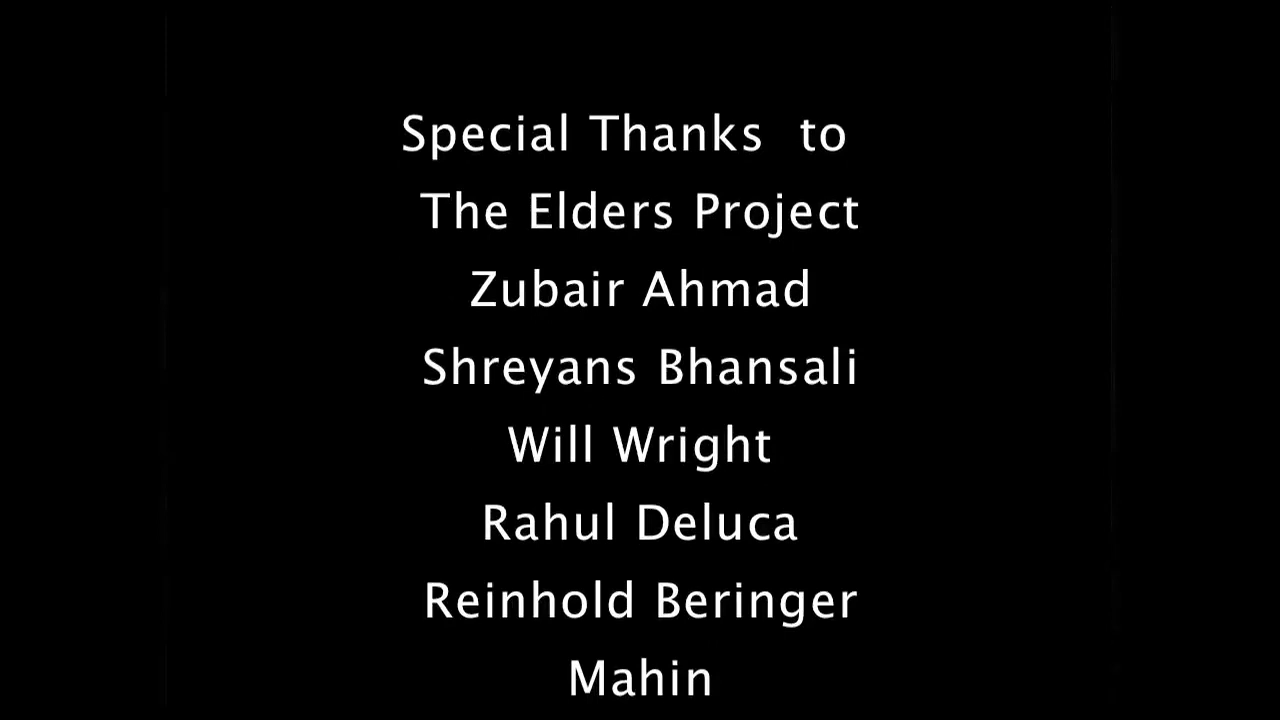 Special Thanks  to
The Elders Project
Zubair Ahmad
Shreyans Bhansali
Will Wright
Rahul Deluca
Reinhold Beringer
Mahin